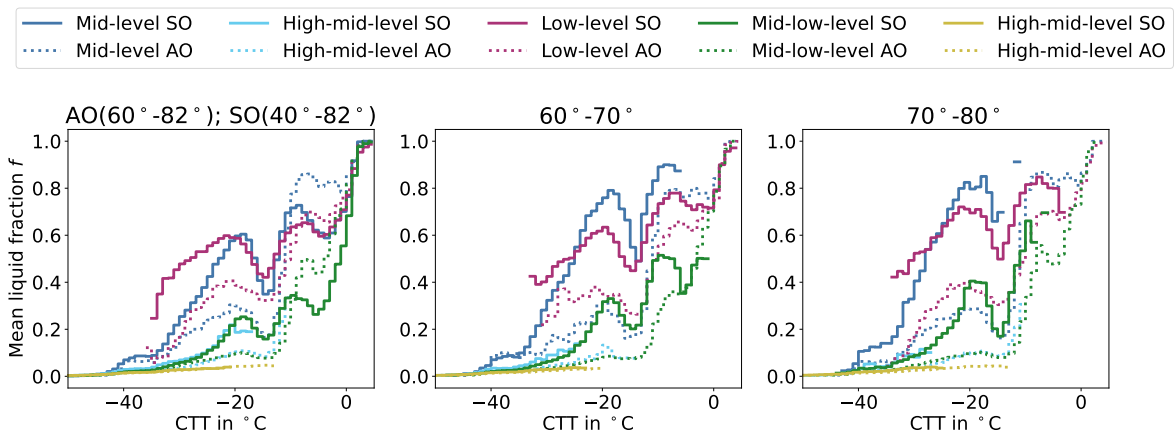 Mid-level SO High-mid-level SO Low-level SO Mid-low-level SO High-mid-level SO
Mid-level AO High-mid-level AO Low-level AO Mid-low-level AO High-mid-level AO
AO(60°-82°); SO(40°-82°) 60°-70° 70°-80°
Mean liquid fraction f
1.0 1.0 1.0
0.8 0.8 0.8
0.6 0.6 0.6
0.4 0.4 0.4
0.2 0.2 0.2
0.0 0.0 0.0
−40 −20 0 −40 −20 0 −40 −20 0
CTT in °C CTT in °C CTT in °C